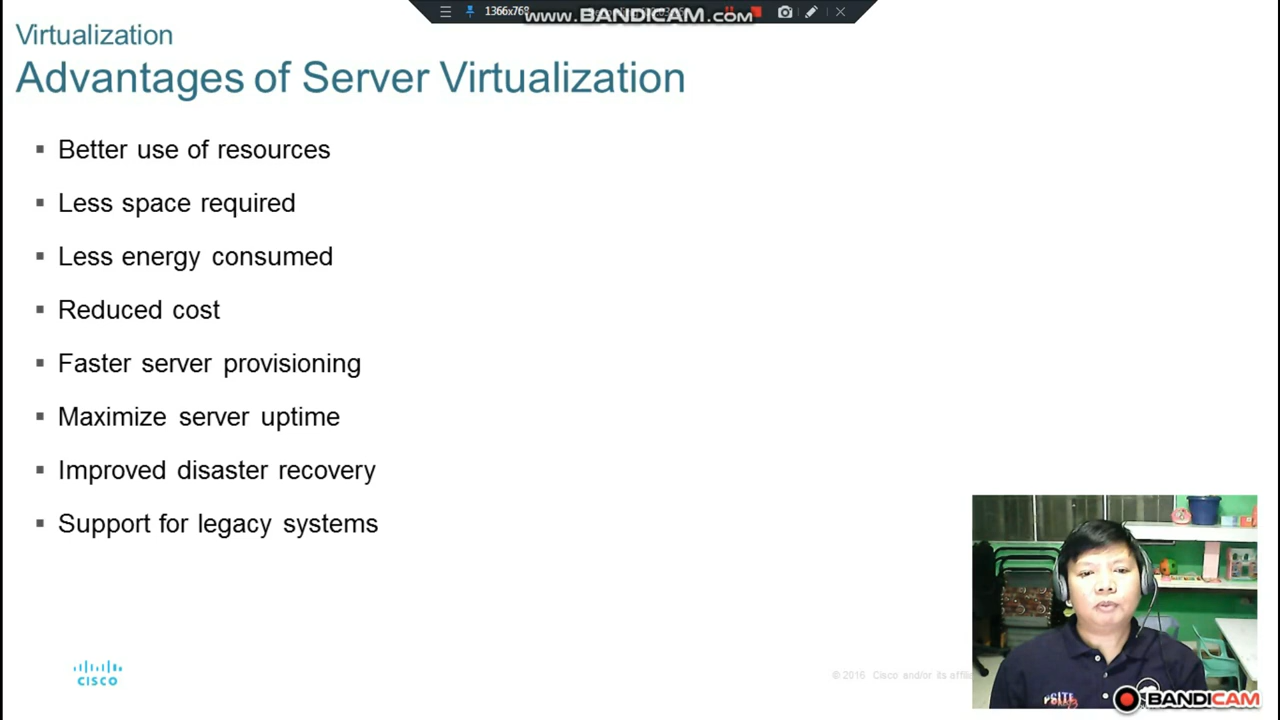 1366x768
www.BANDICAM.com
Virtualization
Advantages of Server Virtualization
▪ Better use of resources
▪ Less space required
▪ Less energy consumed
▪ Reduced cost
▪ Faster server provisioning
▪ Maximize server uptime
▪ Improved disaster recovery
▪ Support for legacy systems
CISCO
© 2016 Cisco and/or its affili
BANDICAM